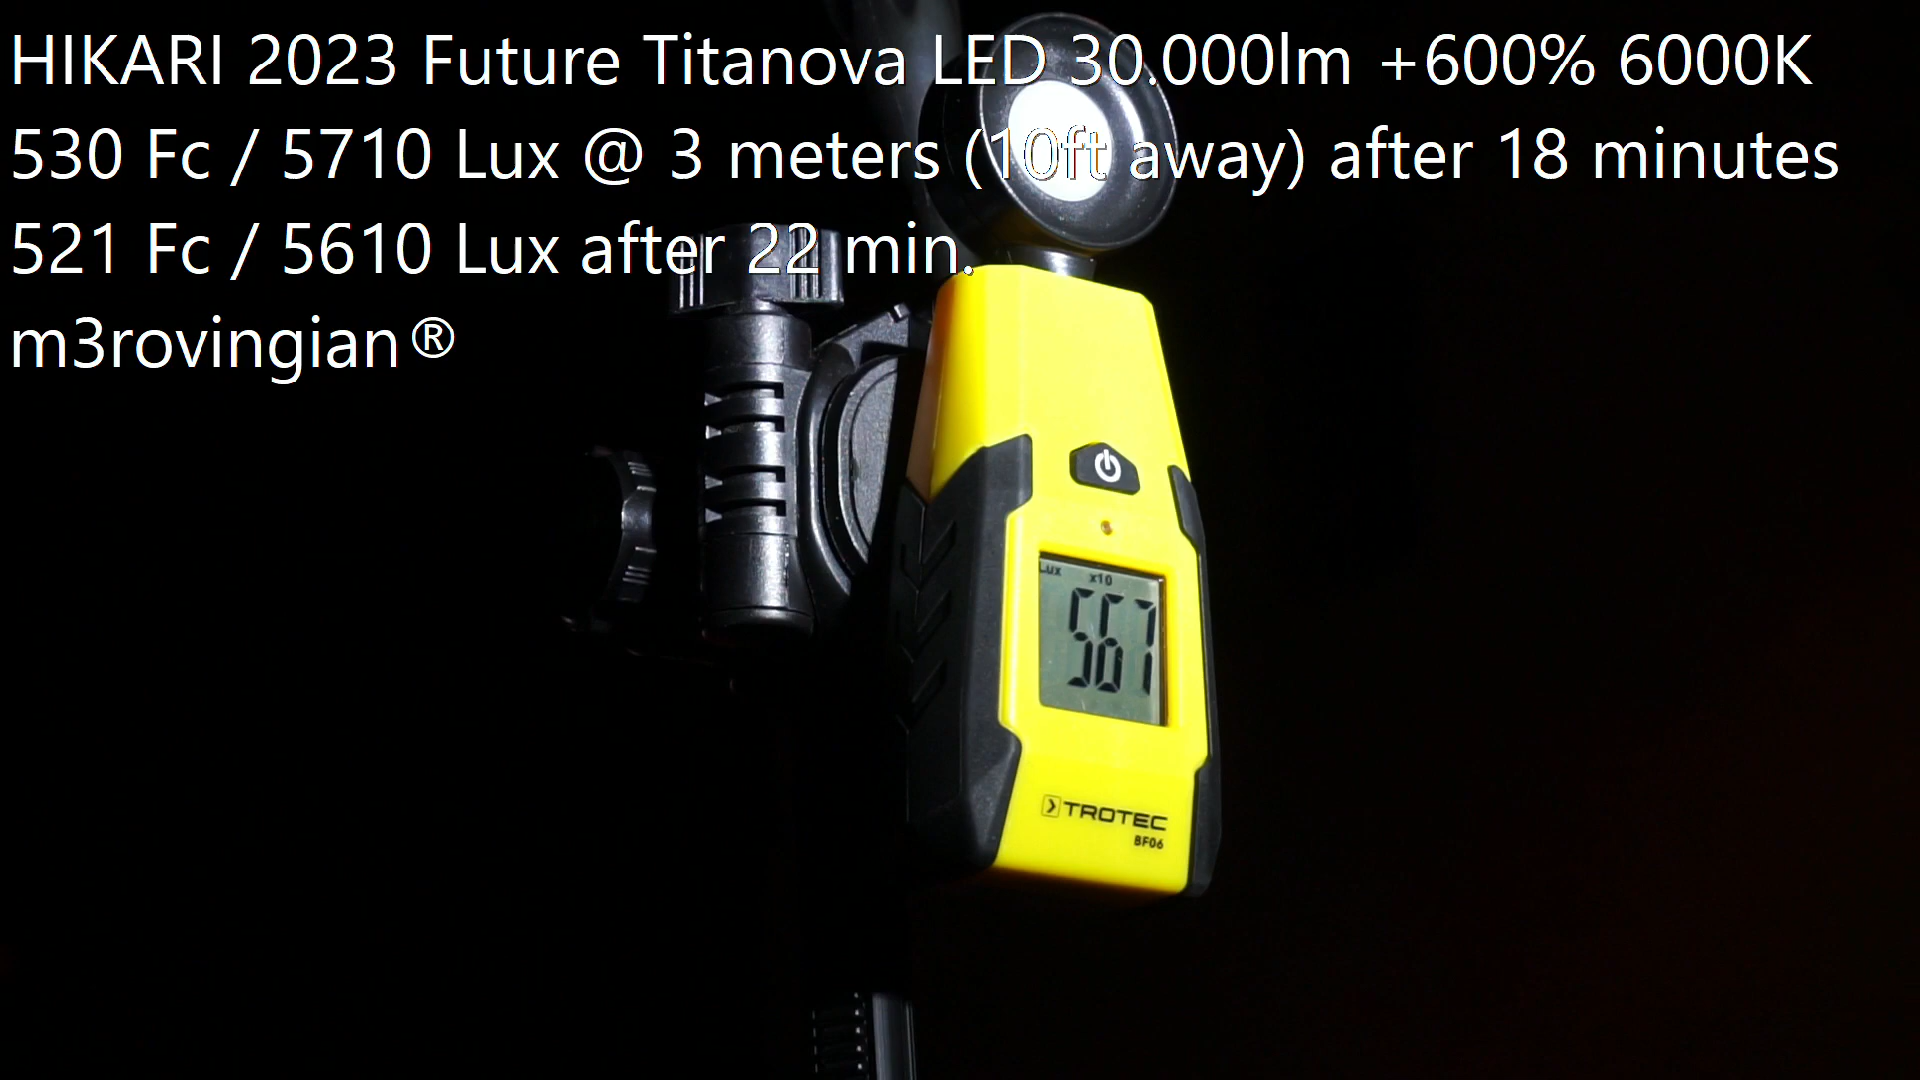 HIKARI 2023 Future Titanova LED 30.000lm +600% 6000K
530 Fc / 5710 Lux @ 3 meters (10ft away) after 18 minutes
521 Fc / 5610 Lux after 22 min.
m3rovingian®
Lux x10
567
TROTEC
BF06